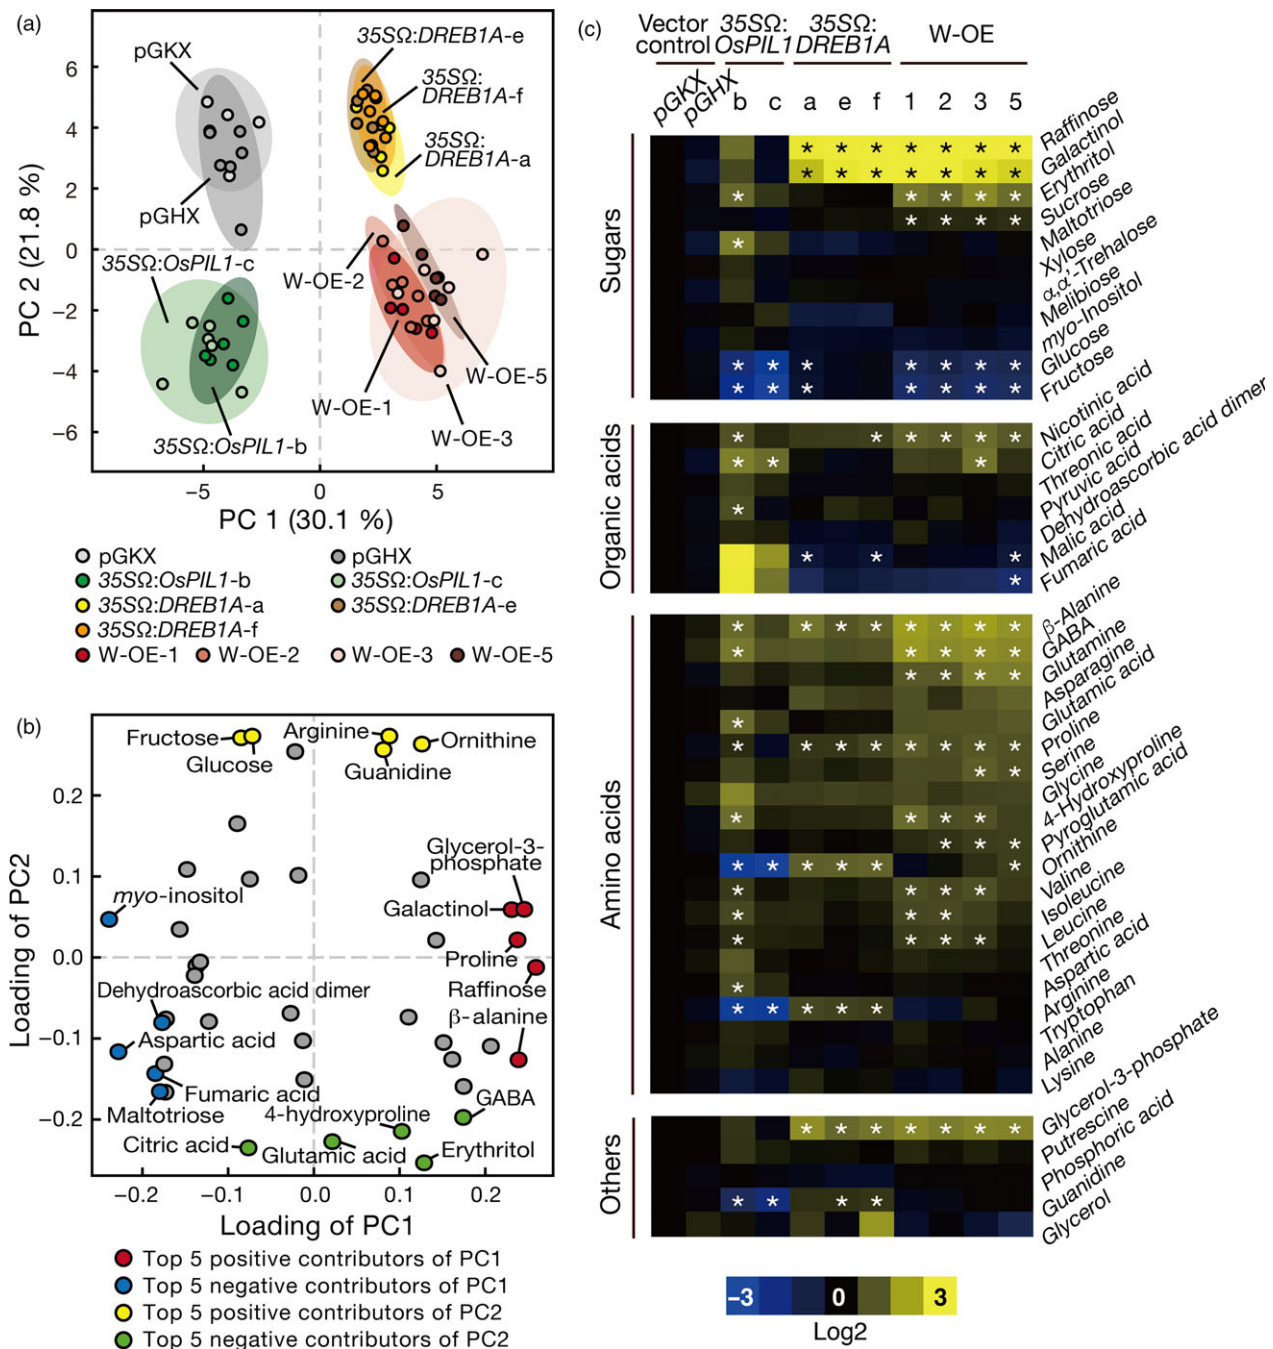 (a)
PC 2 (21.8 %)
6
4
2
0
−2
−4
−6
−5
0
5
PC 1 (30.1 %)
pGKX
pGHX
35SΩ:DREB1A-e
35SΩ:
DREB1A-f
35SΩ:
DREB1A-a
35SΩ:OsPIL1-c
35SΩ:OsPIL1-b
W-OE-2
W-OE-1
W-OE-5
W-OE-3
pGKX
pGHX
35SΩ:OsPIL1-b
35SΩ:OsPIL1-c
35SΩ:DREB1A-a
35SΩ:DREB1A-e
35SΩ:DREB1A-f
W-OE-1 W-OE-2 W-OE-3 W-OE-5
(b)
Loading of PC2
0.2
0.1
0.0
−0.1
−0.2
−0.2
−0.1
0.0
0.1
0.2
Loading of PC1
Fructose
Glucose
Arginine
Guanidine
Ornithine
Glycerol-3-
phosphate
myo-inositol
Galactinol
Proline
Raffinose
Dehydroascorbic acid dimer
β-alanine
Aspartic acid
Fumaric acid
Maltotriose
GABA
4-hydroxyproline
Citric acid
Glutamic acid
Erythritol
Top 5 positive contributors of PC1
Top 5 negative contributors of PC1
Top 5 positive contributors of PC2
Top 5 negative contributors of PC2
(c)
Vector
control
35SΩ:
OsPIL1
35SΩ:
DREB1A
W-OE
pGKX
pGHX
b c a e f 1 2 3 5
Sugars
Raffinose
Galactinol
Erythritol
Sucrose
Maltotriose
Xylose
α,α'-Trehalose
Melibiose
myo-Inositol
Glucose
Fructose
Organic acids
Nicotinic acid
Citric acid
Threonic acid
Pyruvic acid
Dehydroascorbic acid dimer
Malic acid
Fumaric acid
Amino acids
β-Alanine
GABA
Glutamine
Asparagine
Glutamic acid
Proline
Serine
Glycine
4-Hydroxyproline
Pyroglutamic acid
Ornithine
Valine
Isoleucine
Leucine
Threonine
Aspartic acid
Arginine
Tryptophan
Alanine
Lysine
Others
Glycerol-3-phosphate
Putrescine
Phosphoric acid
Guanidine
Glycerol
−3 0 3
Log2